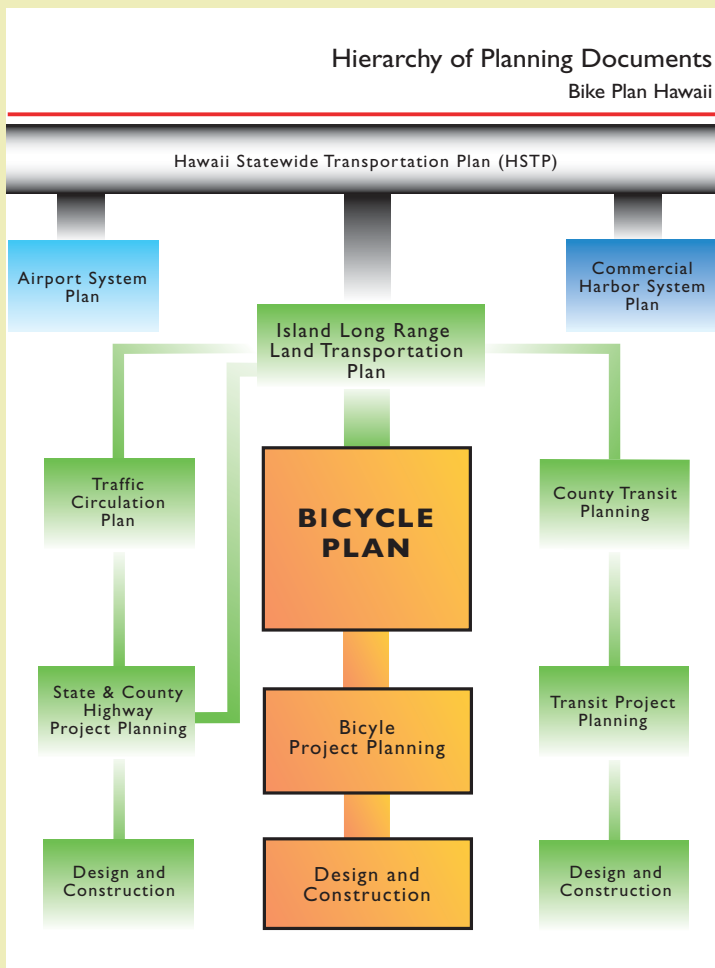 Hierarchy of Planning Documents
Bike Plan Hawaii
Hawaii Statewide Transportation Plan (HSTP)
Airport System
Plan
Commercial
Harbor System
Plan
Island Long Range
Land Transportation
Plan
Traffic
Circulation
Plan
BICYCLE
PLAN
County Transit
Planning
State & County
Highway
Project Planning
Bicyle
Project Planning
Transit Project
Planning
Design and
Construction
Design and
Construction
Design and
Construction